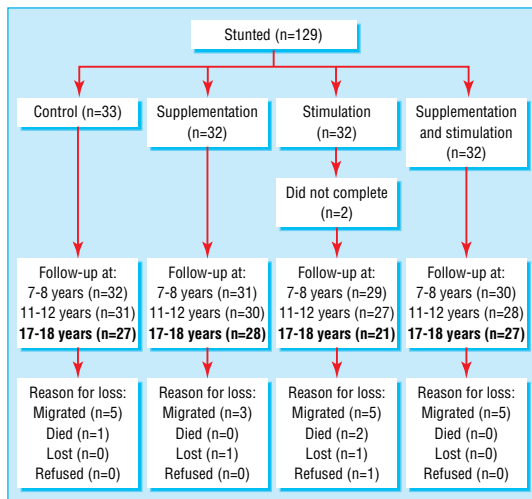 Stunted (n=129)
Control (n=33)
Supplementation
(n=32)
Stimulation
(n=32)
Supplementation
and stimulation
(n=32)
Did not complete
(n=2)
Follow-up at:
7-8 years (n=32)
11-12 years (n=31)
17-18 years (n=27)
Follow-up at:
7-8 years (n=31)
11-12 years (n=30)
17-18 years (n=28)
Follow-up at:
7-8 years (n=29)
11-12 years (n=27)
17-18 years (n=21)
Follow-up at:
7-8 years (n=30)
11-12 years (n=28)
17-18 years (n=27)
Reason for loss:
Migrated (n=5)
Died (n=1)
Lost (n=0)
Refused (n=0)
Reason for loss:
Migrated (n=3)
Died (n=0)
Lost (n=1)
Refused (n=0)
Reason for loss:
Migrated (n=5)
Died (n=2)
Lost (n=1)
Refused (n=1)
Reason for loss:
Migrated (n=5)
Died (n=0)
Lost (n=0)
Refused (n=0)